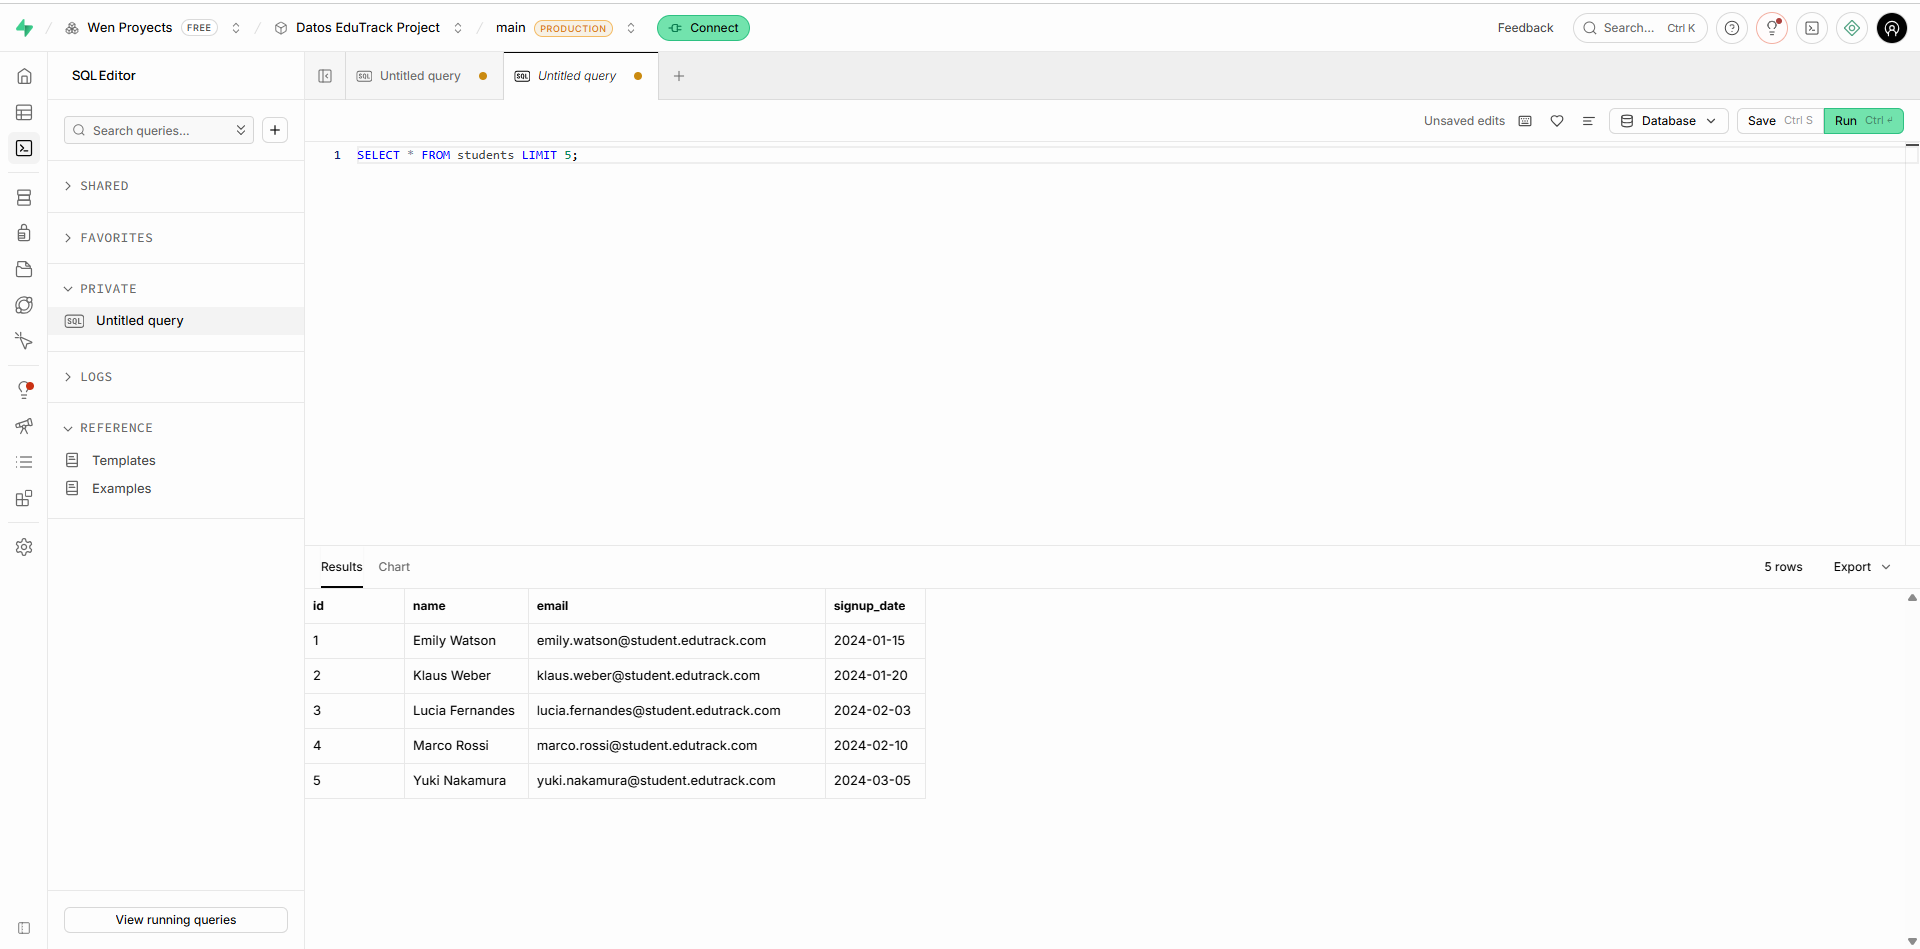 Wen Proyects FREE
Datos EduTrack Project
main PRODUCTION
Connect
Feedback
Search... Ctrl K
SQL Editor
SQL Untitled query
SQL Untitled query
Search queries...
Unsaved edits
Database
Save Ctrl S
Run Ctrl ↵
1 SELECT * FROM students LIMIT 5;
SHARED
FAVORITES
PRIVATE
SQL Untitled query
LOGS
REFERENCE
Templates
Examples
View running queries
Results Chart
5 rows Export
id name email signup_date
1 Emily Watson emily.watson@student.edutrack.com 2024-01-15
2 Klaus Weber klaus.weber@student.edutrack.com 2024-01-20
3 Lucia Fernandes lucia.fernandes@student.edutrack.com 2024-02-03
4 Marco Rossi marco.rossi@student.edutrack.com 2024-02-10
5 Yuki Nakamura yuki.nakamura@student.edutrack.com 2024-03-05